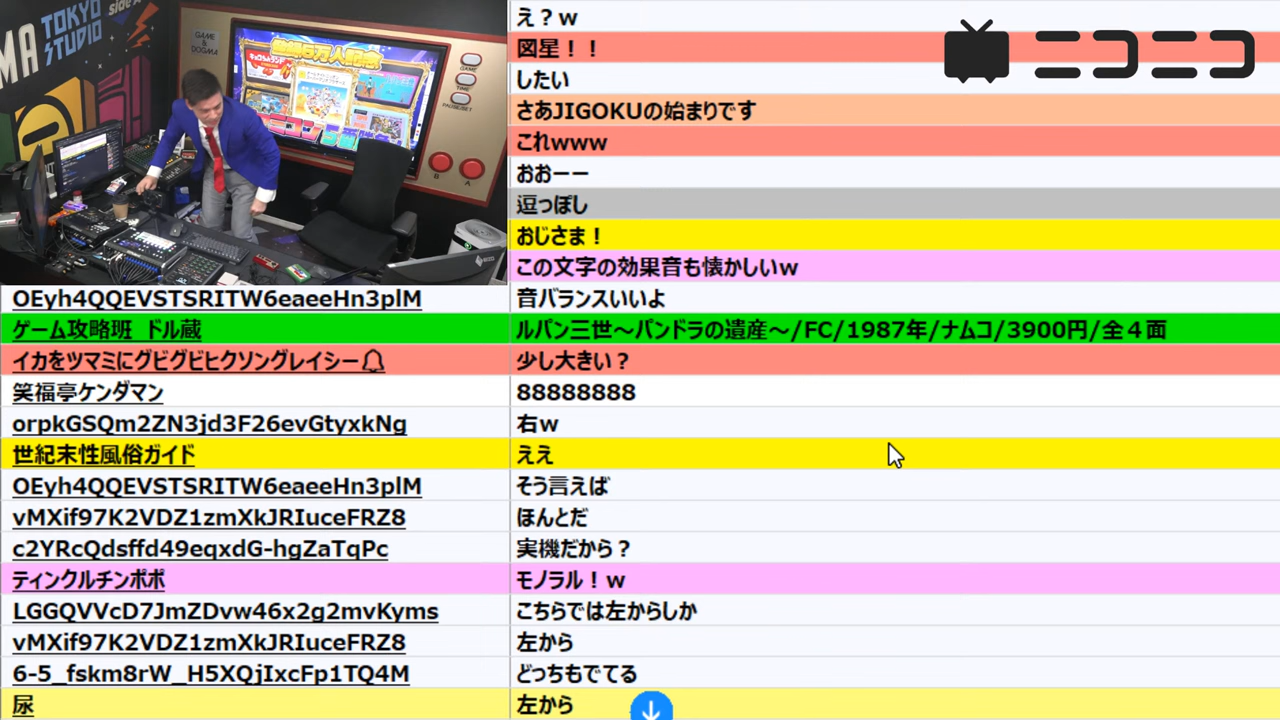 TOKYO
STUDIO
side A
MA
GAME
&
DOGMA
TIME
PAUSE/SET
B
A
え？ｗ
図星！！
したい
さあJIGOKUの始まりです
これwww
おおーー
逗っぽし
おじさま！
この文字の効果音も懐かしいｗ
ニコニコ
OEyh4QQEVSTSRITW6eaeeHn3plM 音バランスいいよ
ゲーム攻略班　ドル蔵 ルパン三世～パンドラの遺産～/FC/1987年/ナムコ/3900円/全４面
イカをツマミにグビグビヒクソングレイシー🔔 少し大きい？
笑福亭ケンダマン 88888888
orpkGSQm2ZN3jd3F26evGtyxkNg 右ｗ
世紀末性風俗ガイド ええ
OEyh4QQEVSTSRITW6eaeeHn3plM そう言えば
vMXif97K2VDZ1zmXkJRIuceFRZ8 ほんとだ
c2YRcQdsffd49eqxdG-hgZaTqPc 実機だから？
ティンクルチンポポ モノラル！ｗ
LGGQVVcD7JmZDvw46x2g2mvKyms こちらでは左からしか
vMXif97K2VDZ1zmXkJRIuceFRZ8 左から
6-5_fskm8rW_H5XQjIxcFp1TQ4M どっちもでてる
尿 左から